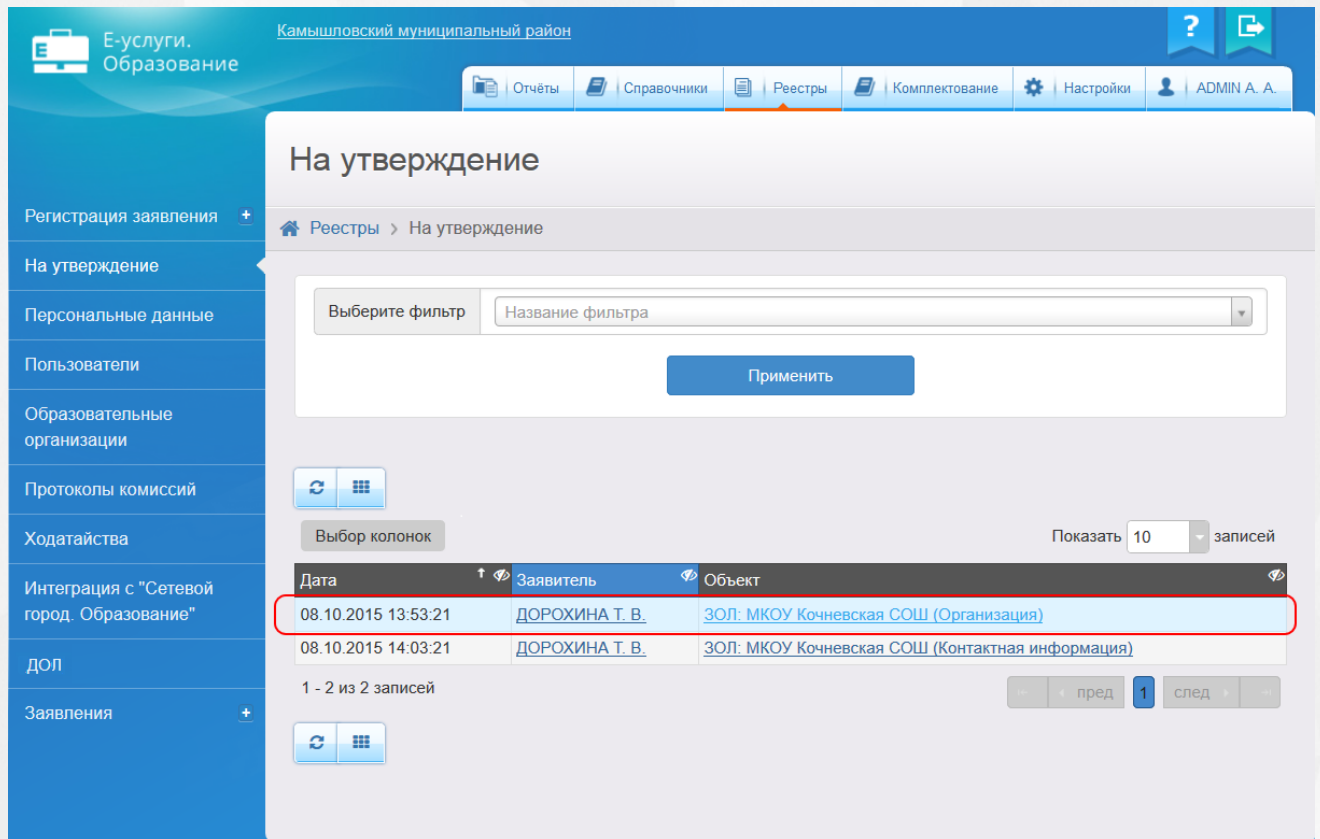 Е-услуги.
Образование
Камышловский муниципальный район
?
Отчёты
Справочники
Реестры
Комплектование
Настройки
ADMIN А. А.
На утверждение
Регистрация заявления +
На утверждение
Персональные данные
Пользователи
Образовательные
организации
Протоколы комиссий
Ходатайства
Интеграция с "Сетевой
город. Образование"
ДОЛ
Заявления +
Реестры > На утверждение
Выберите фильтр Название фильтра
Применить
Выбор колонок
Показать 10 записей
Дата Заявитель Объект
08.10.2015 13:53:21 ДОРОХИНА Т. В. ЗОЛ: МКОУ Кочневская СОШ (Организация)
08.10.2015 14:03:21 ДОРОХИНА Т. В. ЗОЛ: МКОУ Кочневская СОШ (Контактная информация)
1 - 2 из 2 записей
пред 1 след